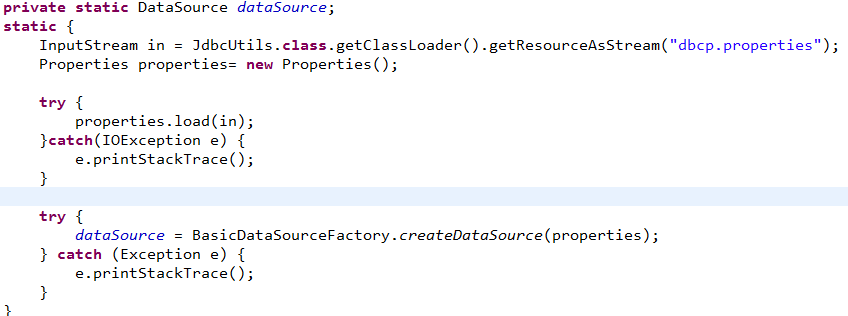 private static DataSource dataSource;
static {
    InputStream in = JdbcUtils.class.getClassLoader().getResourceAsStream("dbcp.properties");
    Properties properties= new Properties();
    try {
        properties.load(in);
    }catch(IOException e) {
        e.printStackTrace();
    }
    try {
        dataSource = BasicDataSourceFactory.createDataSource(properties);
    } catch (Exception e) {
        e.printStackTrace();
    }
}